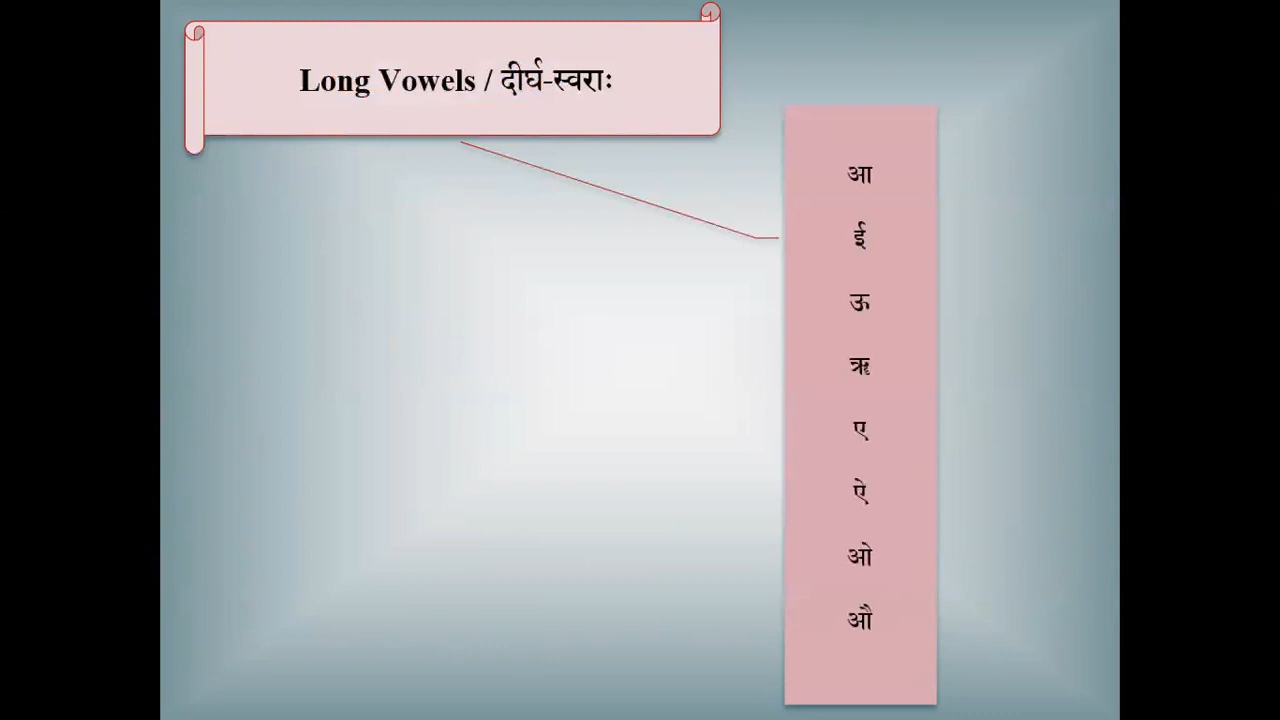 Long Vowels / दीर्घ-स्वराः
आ
ई
ऊ
ॠ
ए
ऐ
ओ
औ